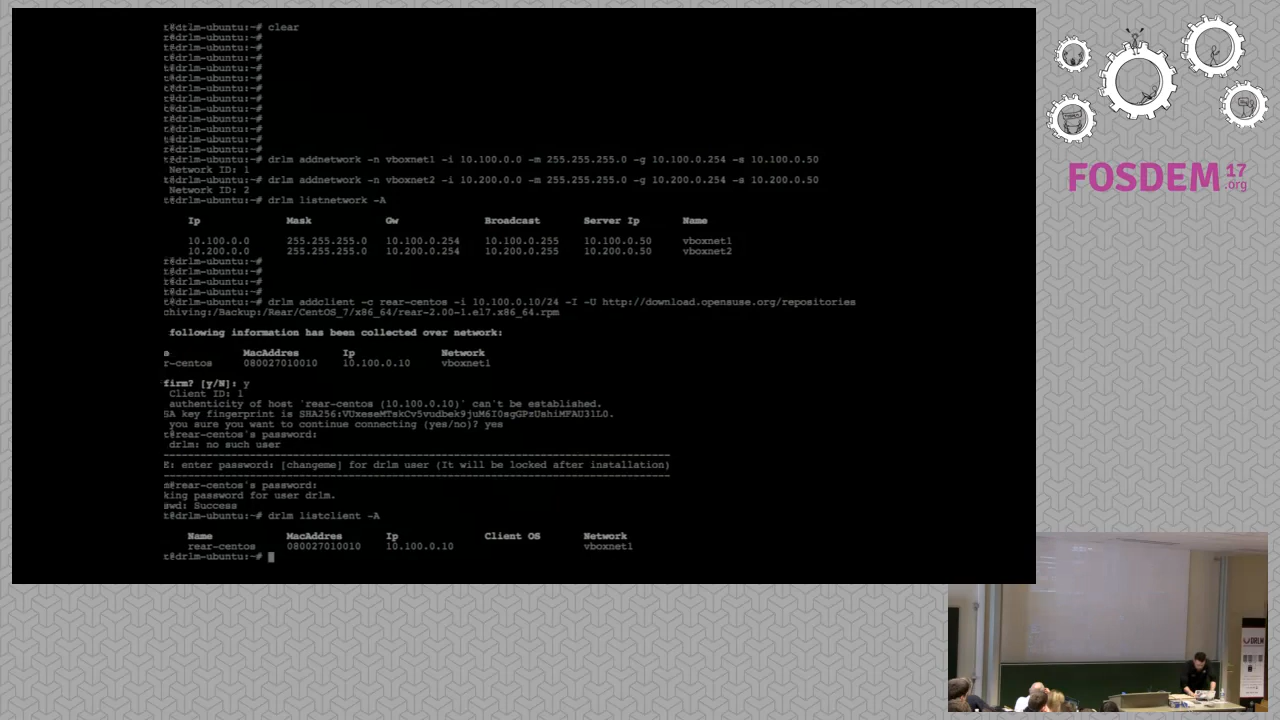 t@drlm-ubuntu:~# clear
t@drlm-ubuntu:~#
t@drlm-ubuntu:~#
t@drlm-ubuntu:~#
t@drlm-ubuntu:~#
t@drlm-ubuntu:~#
t@drlm-ubuntu:~#
t@drlm-ubuntu:~#
t@drlm-ubuntu:~#
t@drlm-ubuntu:~#
t@drlm-ubuntu:~#
t@drlm-ubuntu:~#
t@drlm-ubuntu:~#
t@drlm-ubuntu:~# drlm addnetwork -n vboxnet1 -i 10.100.0.0 -m 255.255.255.0 -g 10.100.0.254 -s 10.100.0.50
Network ID: 1
t@drlm-ubuntu:~# drlm addnetwork -n vboxnet2 -i 10.200.0.0 -m 255.255.255.0 -g 10.200.0.254 -s 10.200.0.50
Network ID: 2
t@drlm-ubuntu:~# drlm listnetwork -A
Ip Mask Gw Broadcast Server Ip Name
10.100.0.0 255.255.255.0 10.100.0.254 10.100.0.255 10.100.0.50 vboxnet1
10.200.0.0 255.255.255.0 10.200.0.254 10.200.0.255 10.200.0.50 vboxnet2
t@drlm-ubuntu:~#
t@drlm-ubuntu:~#
t@drlm-ubuntu:~#
t@drlm-ubuntu:~#
t@drlm-ubuntu:~# drlm addclient -c rear-centos -i 10.100.0.10/24 -I -U http://download.opensuse.org/repositories
chiving:/Backup:/Rear/CentOS_7/x86_64/rear-2.00-1.el7.x86_64.rpm
following information has been collected over network:
e MacAddres Ip Network
r-centos 080027010010 10.100.0.10 vboxnet1
firm? [y/N]: y
Client ID: 1
authenticity of host 'rear-centos (10.100.0.10)' can't be established.
SA key fingerprint is SHA256:VUxeseMTskCv5vudbek9juM6I0sgGPzUshiMFAU31L0.
you sure you want to continue connecting (yes/no)? yes
t@rear-centos's password:
drlm: no such user
E: enter password: [changeme] for drlm user (It will be locked after installation)
m@rear-centos's password:
king password for user drlm.
swd: Success
t@drlm-ubuntu:~# drlm listclient -A
Name MacAddres Ip Client OS Network
rear-centos 080027010010 10.100.0.10 vboxnet1
t@drlm-ubuntu:~#
FOSDEM 17
.org
DRLM